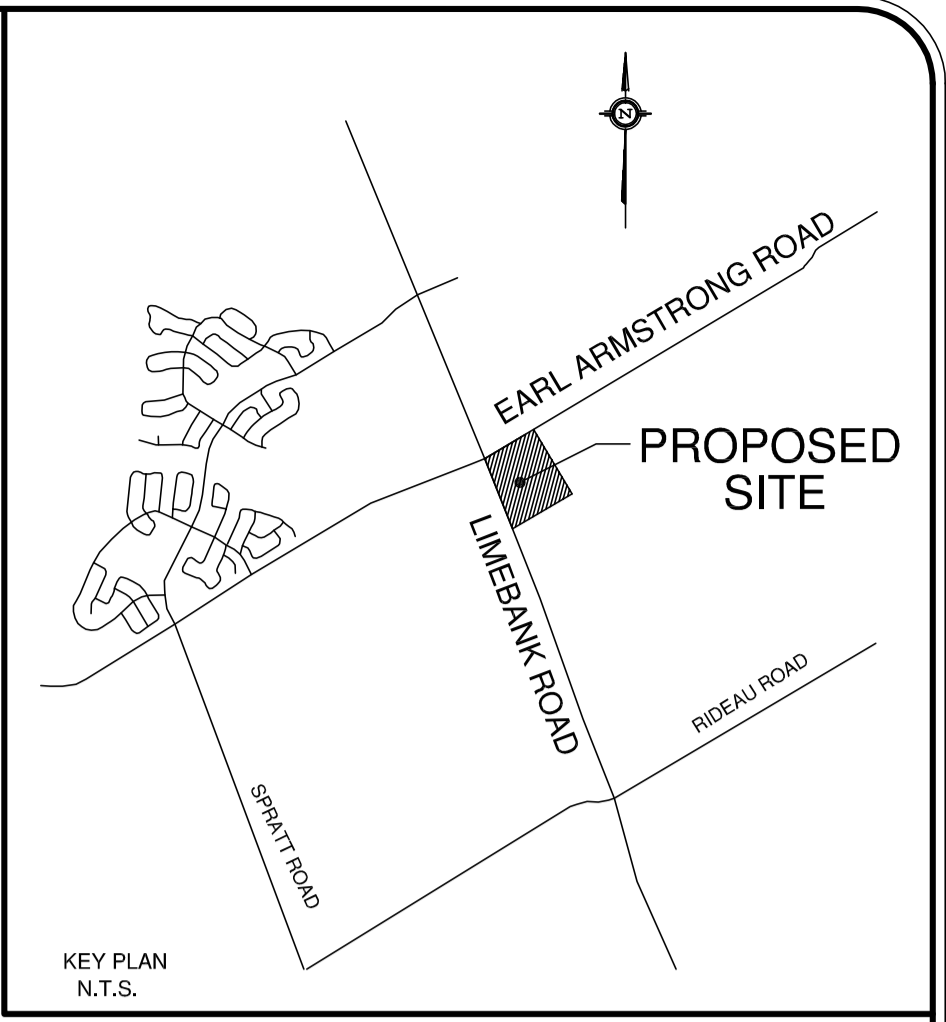 N
EARL ARMSTRONG ROAD
PROPOSED
SITE
LIMEBANK ROAD
RIDEAU ROAD
SPRATT ROAD
KEY PLAN
N.T.S.